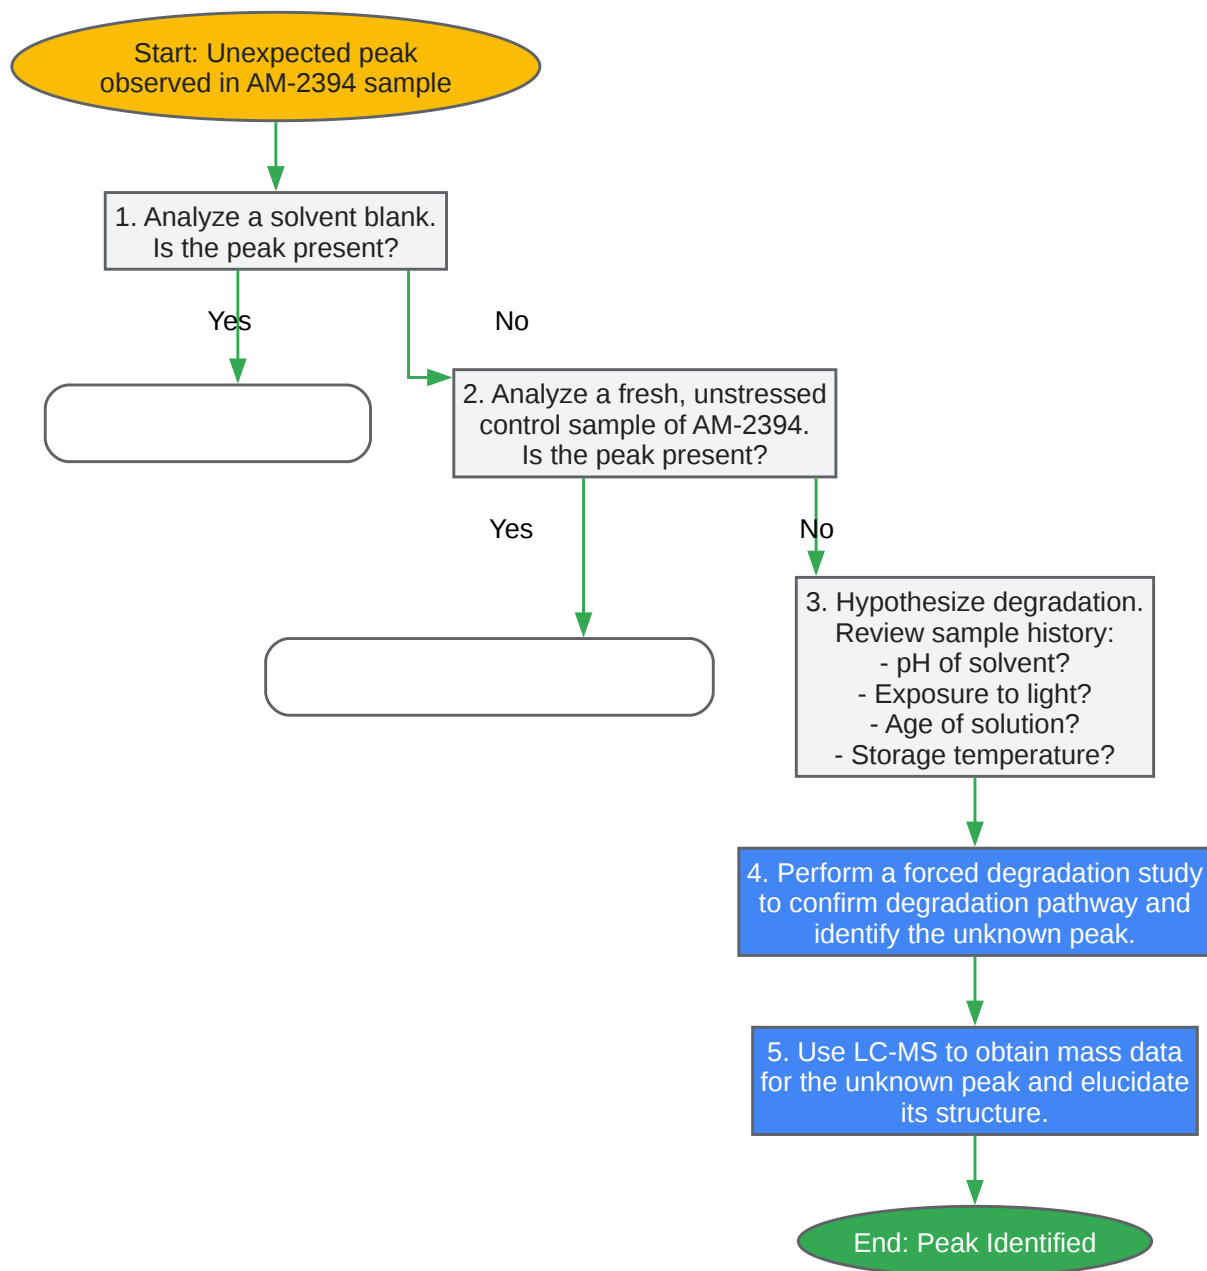 Start: Unexpected peak
observed in AM-2394 sample
1. Analyze a solvent blank.
Is the peak present?
Yes
No
2. Analyze a fresh, unstressed
control sample of AM-2394.
Is the peak present?
Yes
No
3. Hypothesize degradation.
Review sample history:
- pH of solvent?
- Exposure to light?
- Age of solution?
- Storage temperature?
4. Perform a forced degradation study
to confirm degradation pathway and
identify the unknown peak.
5. Use LC-MS to obtain mass data
for the unknown peak and elucidate
its structure.
End: Peak Identified